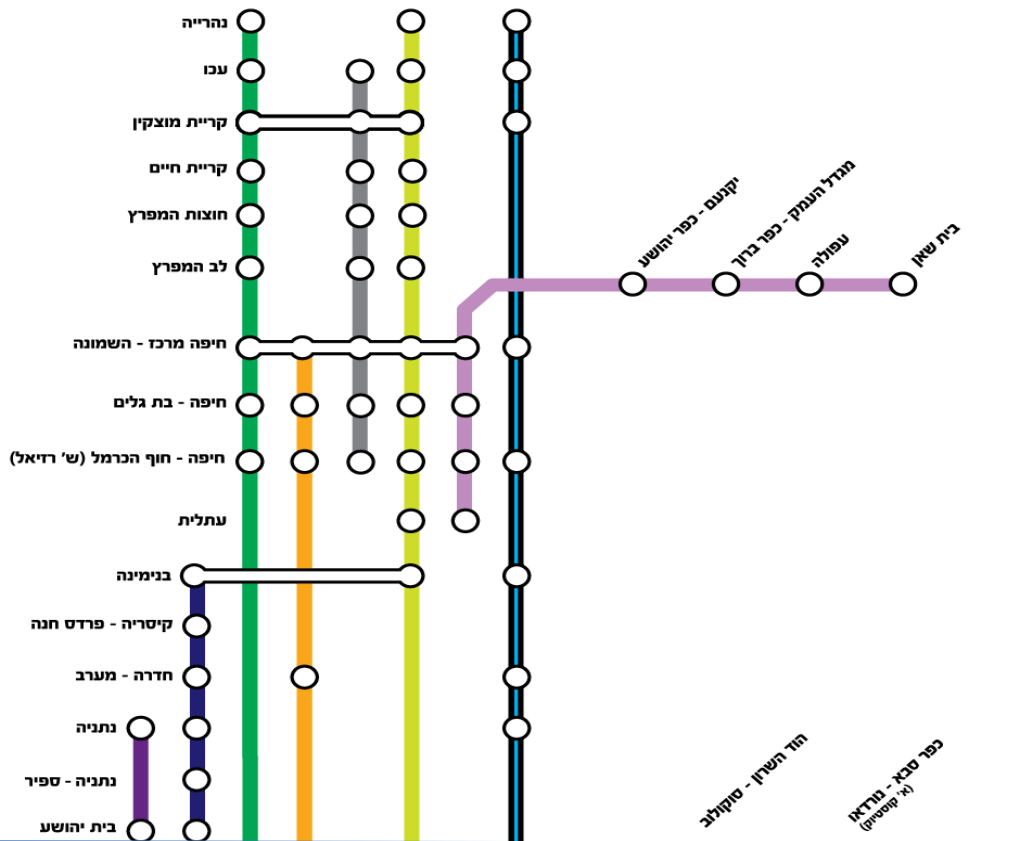 נהרייה
עכו
קריית מוצקין
קריית חיים
חוצות המפרץ
לב המפרץ
יקנעם - כפר יהושע
מגדל העמק - כפר ברוך
עפולה
בית שאן
חיפה מרכז - השמונה
חיפה - בת גלים
חיפה - חוף הכרמל (ש' רזיאל)
עתלית
בנימינה
קיסריה - פרדס חנה
חדרה - מערב
נתניה
נתניה - ספיר
בית יהושע
הוד השרון - סוקולוב
כפר סבא - נורדאו
(א' קוסטיוק)